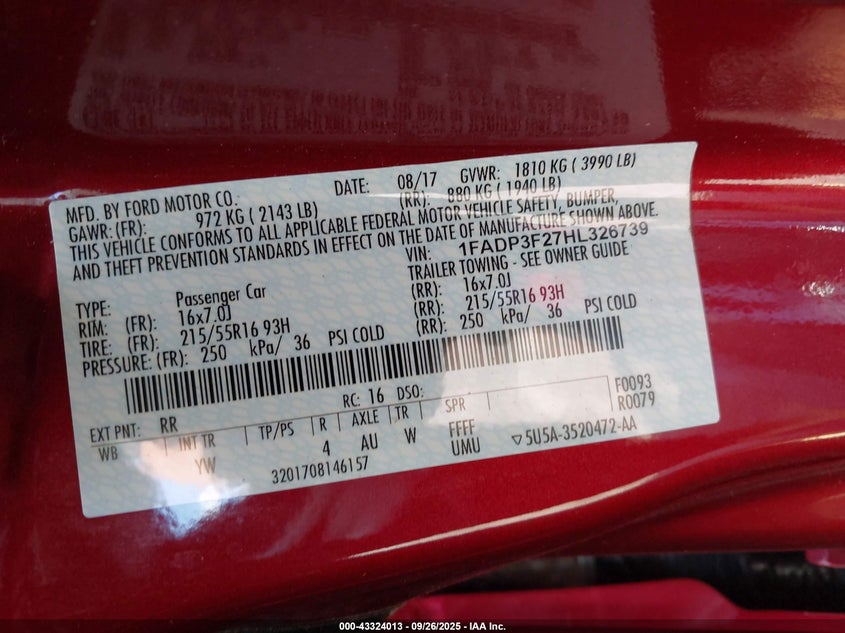 MFD. BY FORD MOTOR CO. DATE: 08/17 GVWR: 1810 KG ( 3990 LB)
GAWR: (FR): 972 KG ( 2143 LB) (RR): 880 KG ( 1940 LB)
THIS VEHICLE CONFORMS TO ALL APPLICABLE FEDERAL MOTOR VEHICLE SAFETY, BUMPER,
AND THEFT PREVENTION STANDARDS IN EFFECT ON THE DATE OF MANUFACTURE SHOWN ABOVE.
VIN: 1FADP3F27HL326739
TYPE: Passenger Car TRAILER TOWING - SEE OWNER GUIDE
RIM: (FR): 16x7.0J (RR): 16x7.0J
TIRE: (FR): 215/55R16 93H (RR): 215/55R16 93H
PRESSURE: (FR): 250 kPa/ 36 PSI COLD (RR): 250 kPa/ 36 PSI COLD
EXT PNT: RR RC: 16 DSO: F0093
WB INT TR TP/PS R AXLE TR SPR R0079
YW 4 AU W FFFF
UMU ▽5U5A-3520472-AA
3201708146157
000-43324013 - 09/26/2025 - IAA Inc.